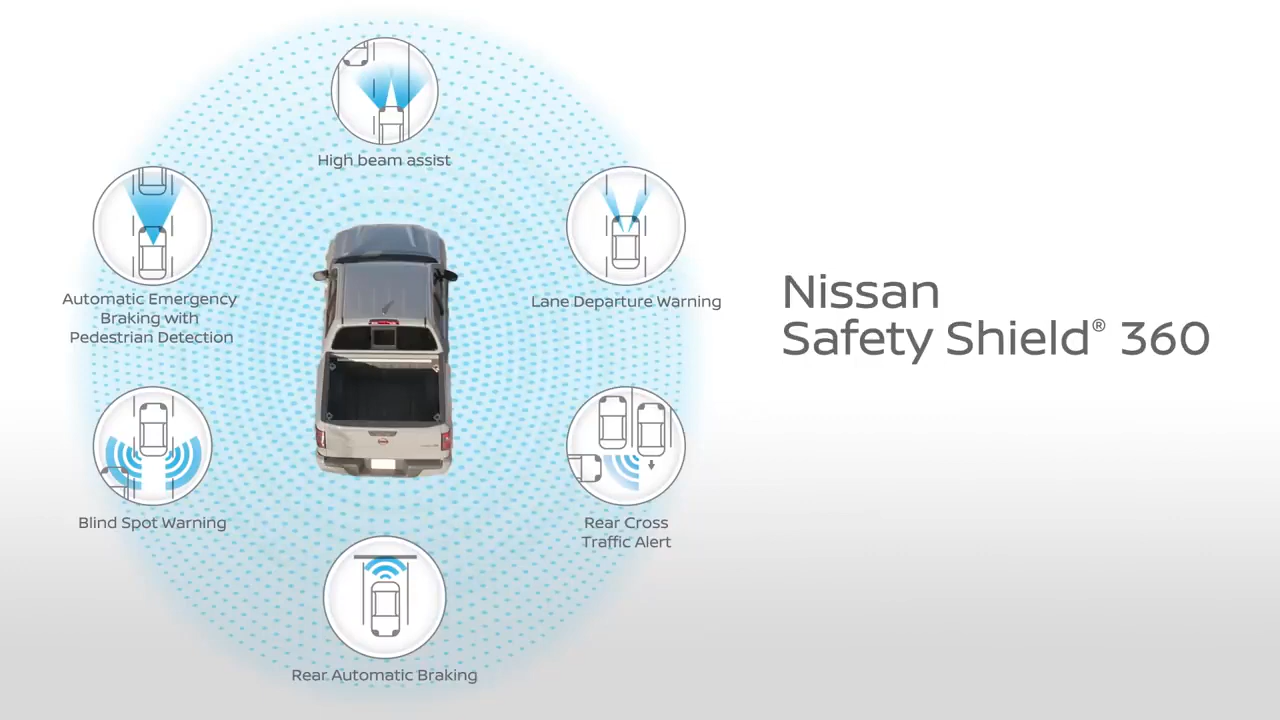 High beam assist
Automatic Emergency
Braking with
Pedestrian Detection
Lane Departure Warning
Nissan
Safety Shield® 360
Blind Spot Warning
Rear Cross
Traffic Alert
Rear Automatic Braking